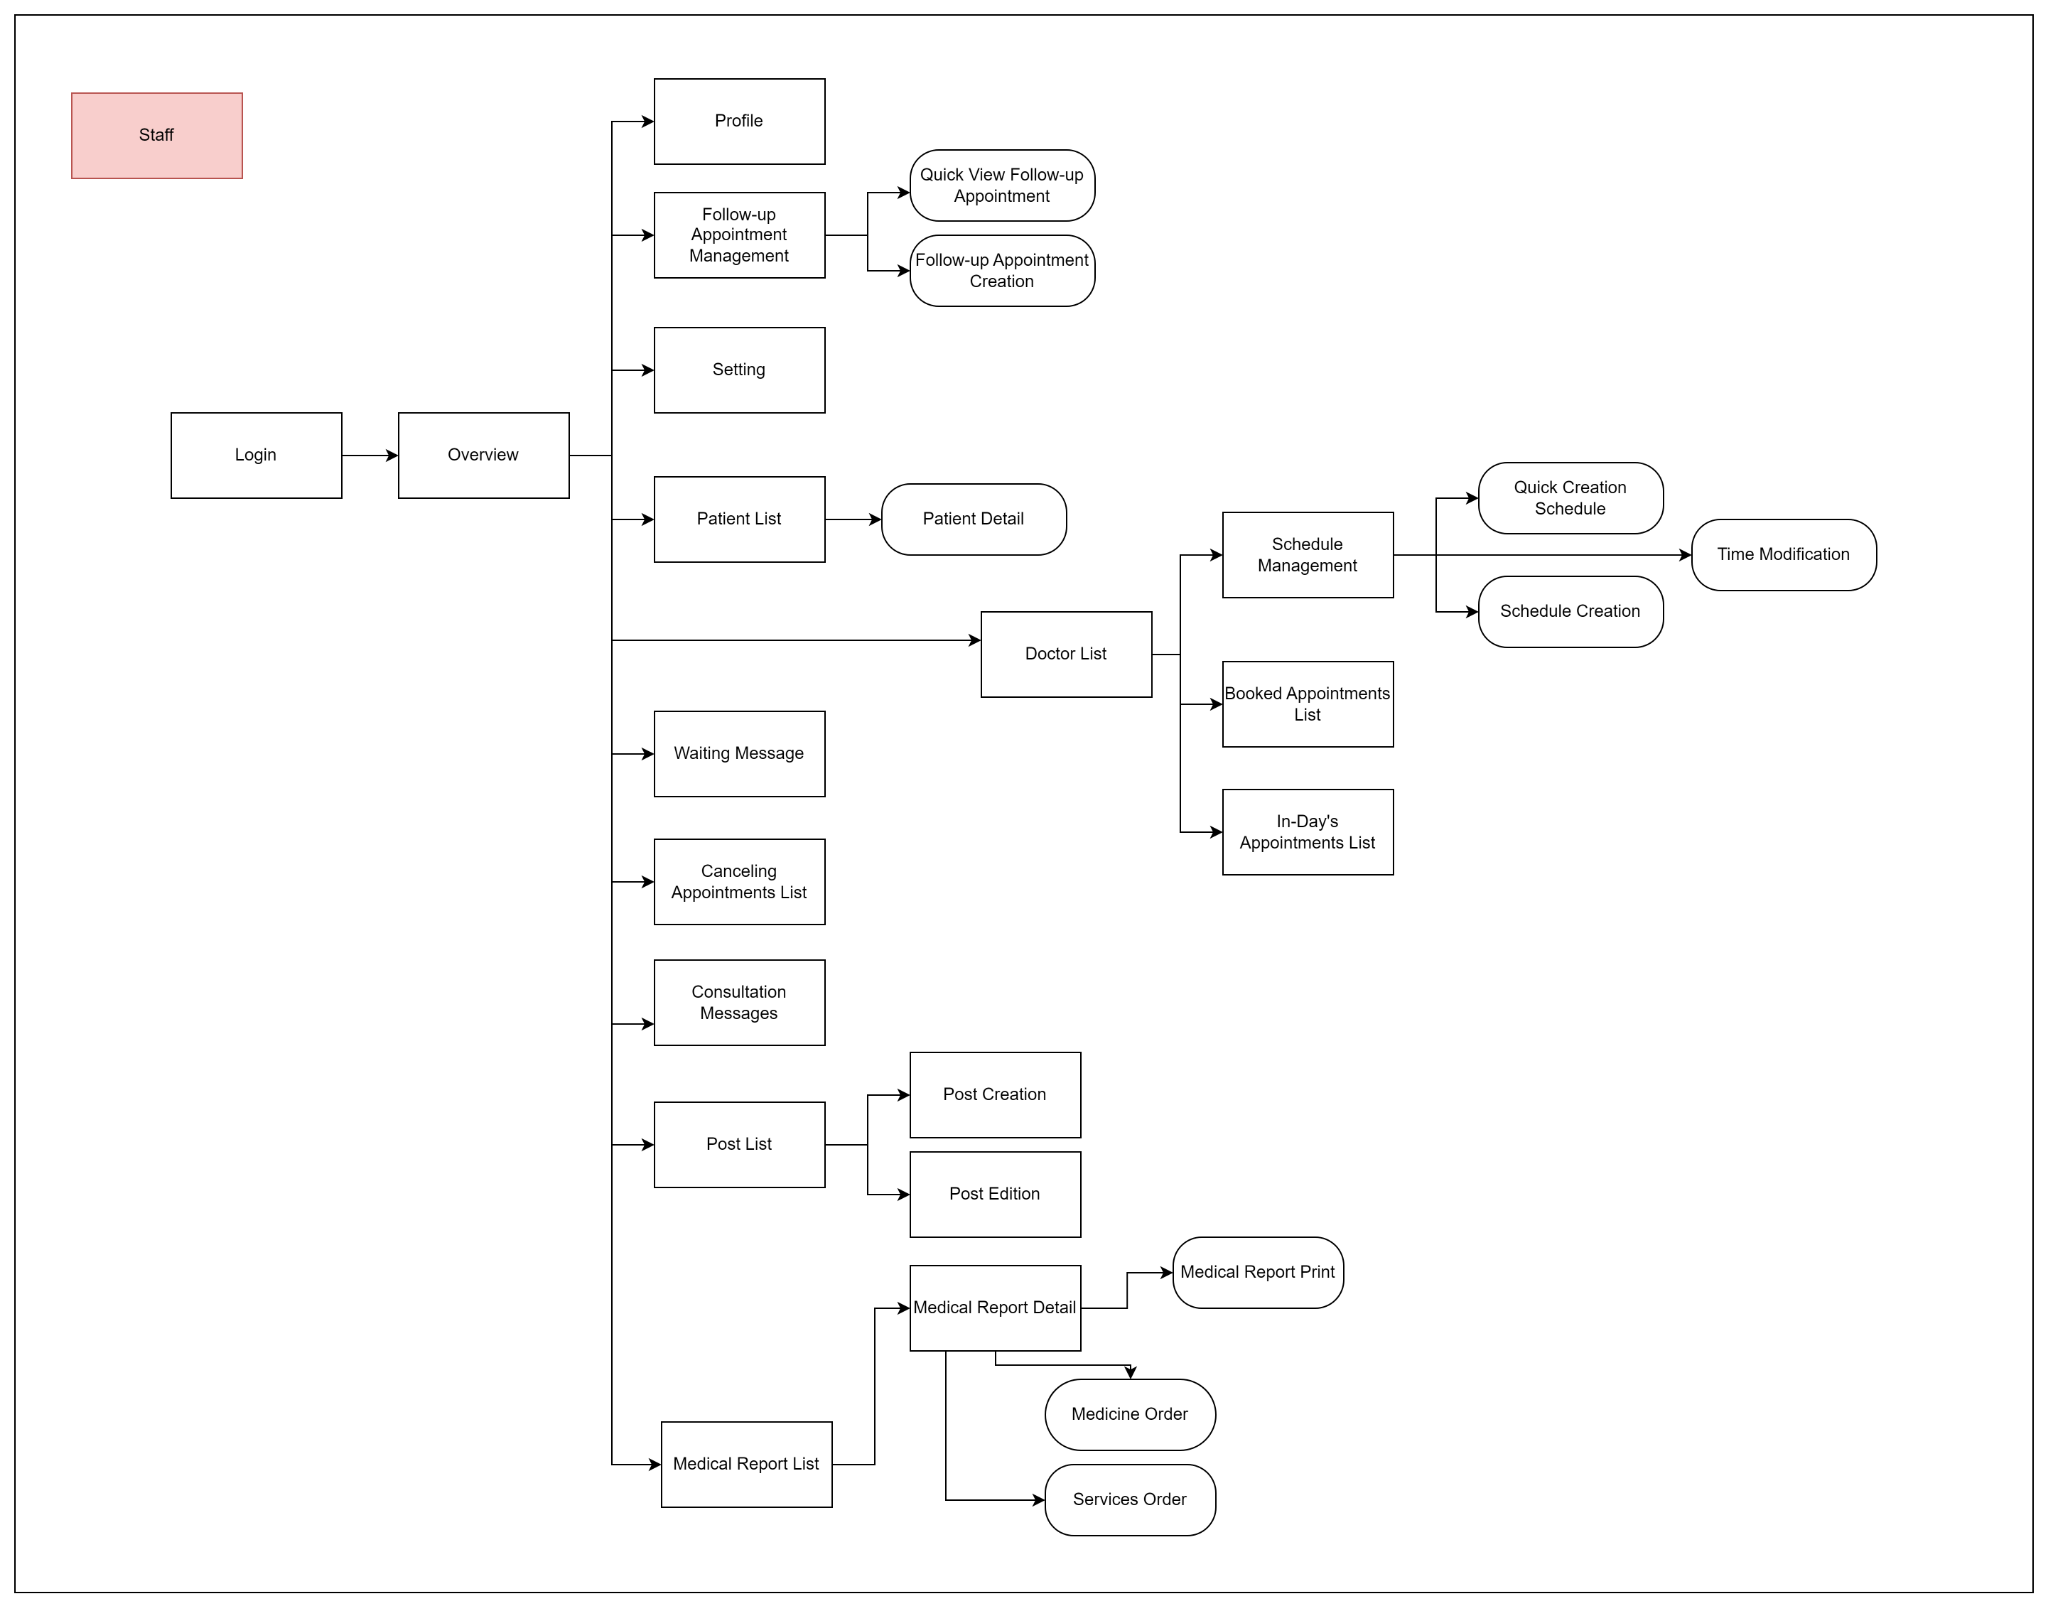 Staff
Profile
Quick View Follow-up
Appointment
Follow-up
Appointment
Management
Follow-up Appointment
Creation
Setting
Login
Overview
Patient List
Patient Detail
Quick Creation
Schedule
Schedule
Management
Time Modification
Schedule Creation
Doctor List
Booked Appointments
List
Waiting Message
In-Day's
Appointments List
Canceling
Appointments List
Consultation
Messages
Post Creation
Post List
Post Edition
Medical Report Print
Medical Report Detail
Medicine Order
Medical Report List
Services Order